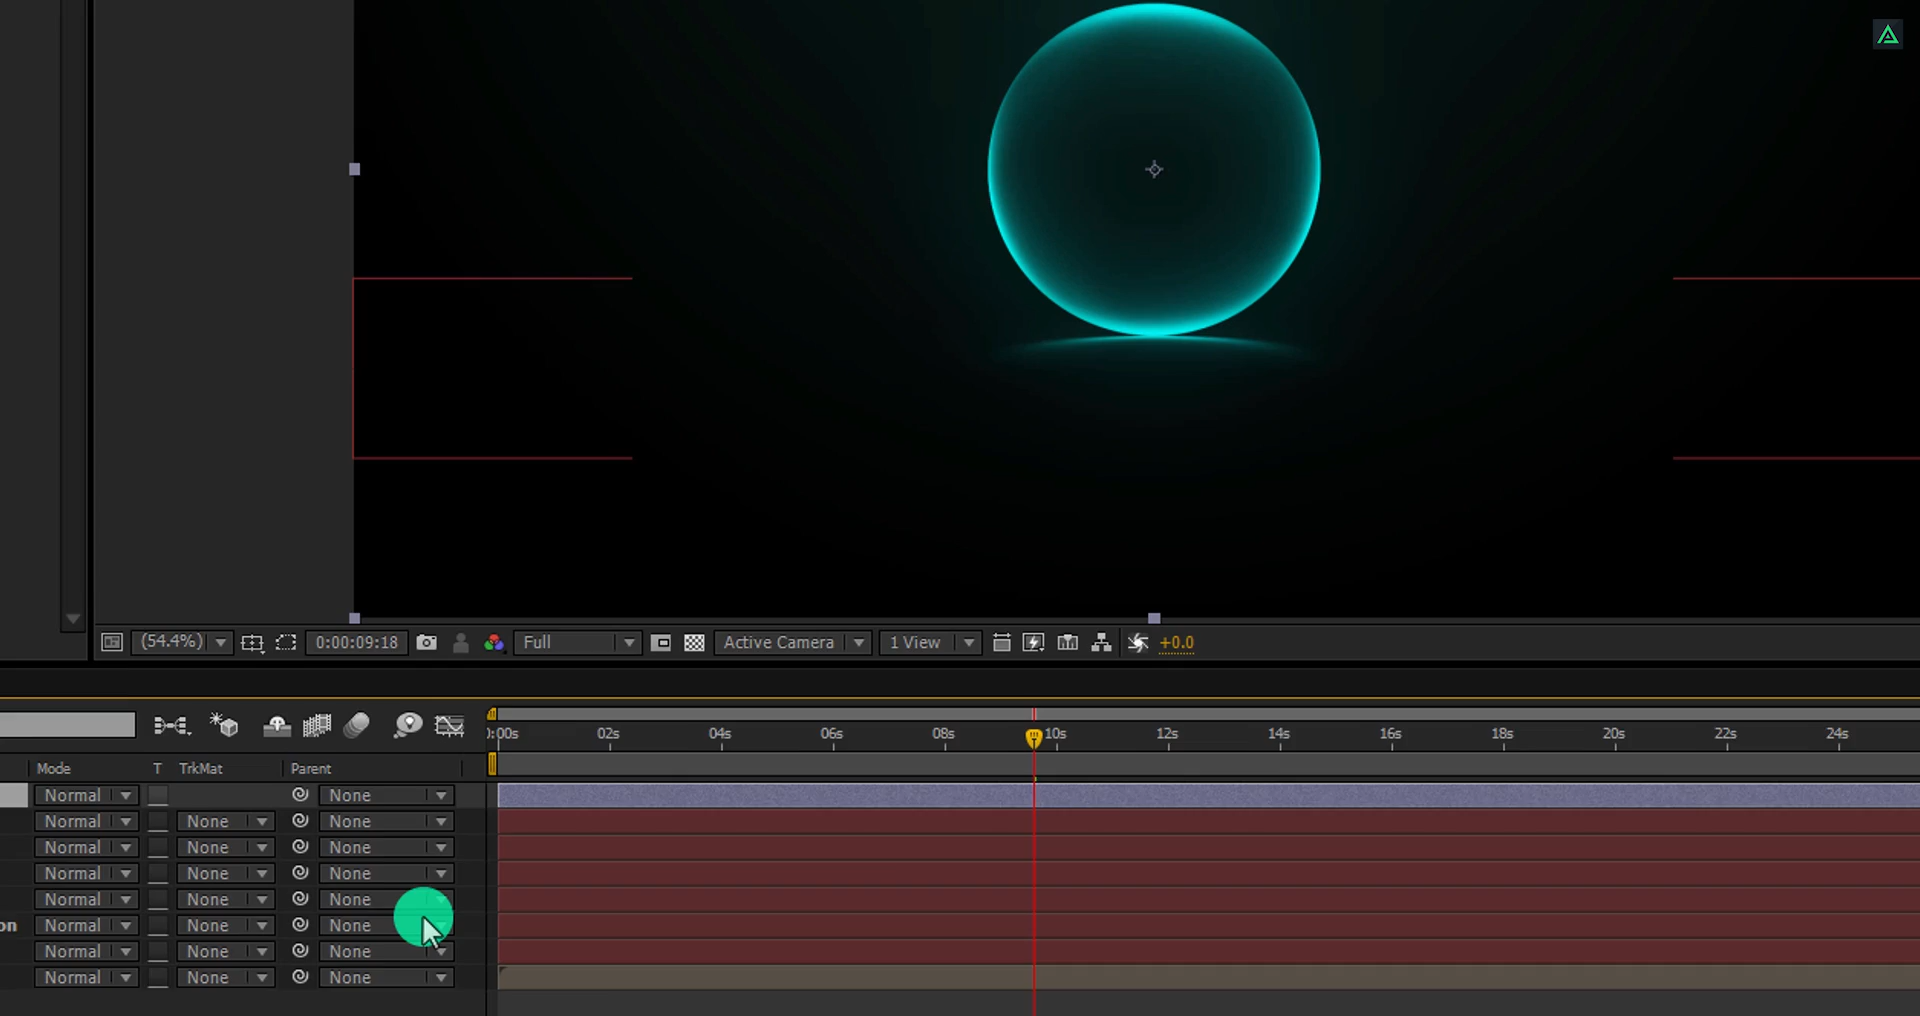 (54.4%) 0:00:09:18 Full Active Camera 1 View +0.0
:00s 02s 04s 06s 08s 10s 12s 14s 16s 18s 20s 22s 24s
Mode T TrkMat Parent
Normal None
Normal None None
Normal None None
Normal None None
Normal None None
on Normal None None
Normal None None
Normal None None